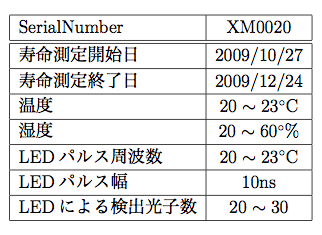 SerialNumber XM0020
寿命測定開始日 2009/10/27
寿命測定終了日 2009/12/24
温度 20 ～ 23°C
湿度 20 ～ 60°%
LED パルス周波数 20 ～ 23°C
LED パルス幅 10ns
LED による検出光子数 20 ～ 30